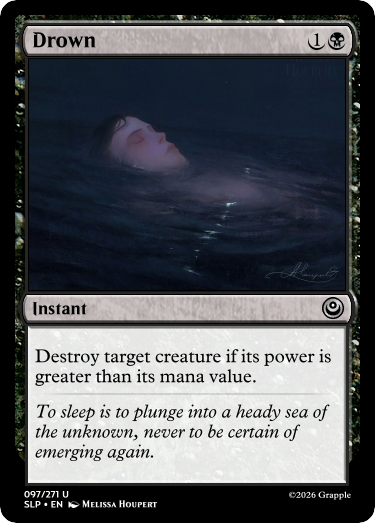 Drown 1
Instant
Destroy target creature if its power is
greater than its mana value.
To sleep is to plunge into a heady sea of
the unknown, never to be certain of
emerging again.
097/271 U
SLP • EN Melissa Houpert
©2026 Grapple